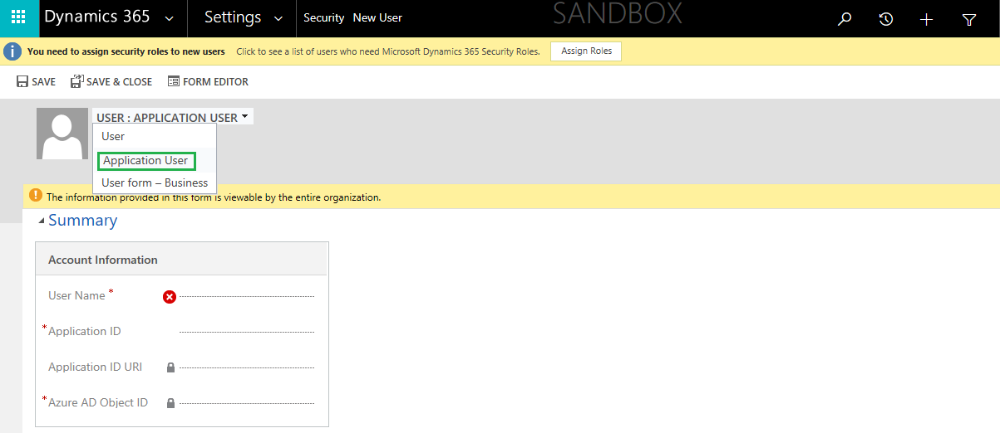 Dynamics 365 Settings Security New User SANDBOX
You need to assign security roles to new users Click to see a list of users who need Microsoft Dynamics 365 Security Roles. Assign Roles
SAVE SAVE & CLOSE FORM EDITOR
USER : APPLICATION USER
User
Application User
User form – Business
The information provided in this form is viewable by the entire organization.
Summary
Account Information
User Name *
*Application ID
Application ID URI
*Azure AD Object ID